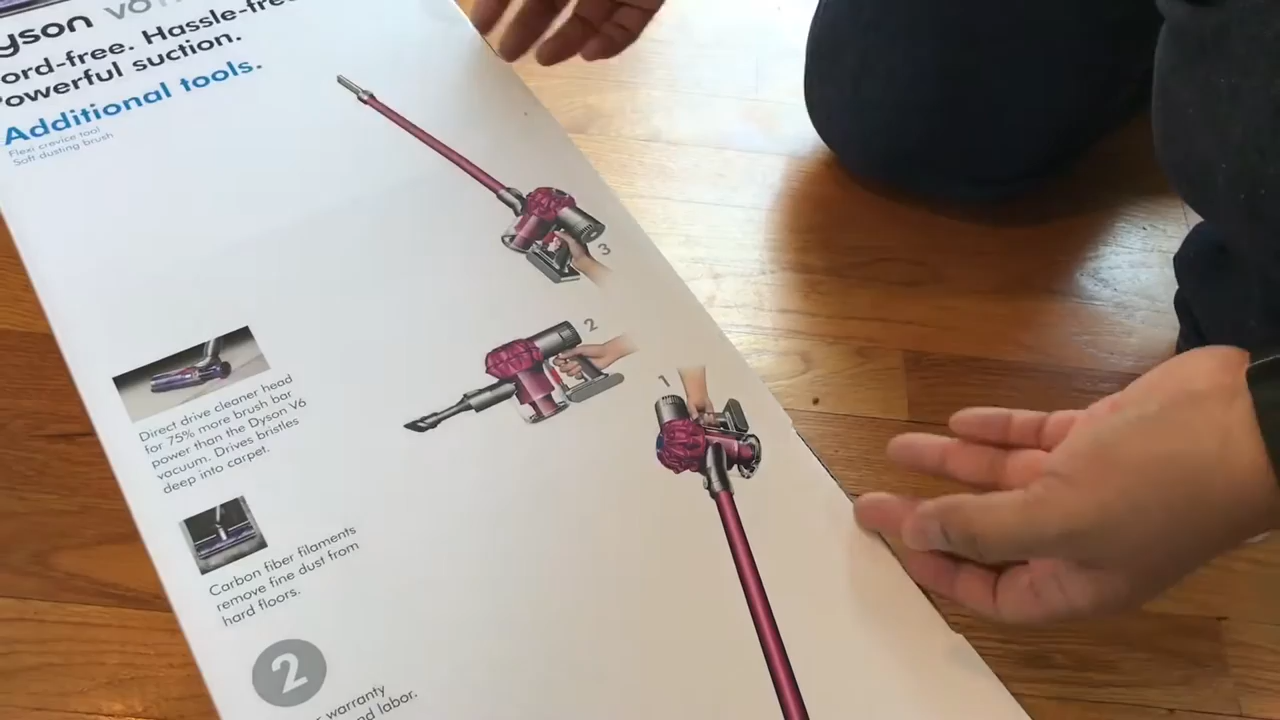 yson
ord-free. Hassle-fre
owerful suction.
Additional tools.
Flexi crevice tool
Soft dusting brush
3
2
1
Direct drive cleaner head
for 75% more brush bar
power than the Dyson V6
vacuum. Drives bristles
deep into carpet.
Carbon fiber filaments
remove fine dust from
hard floors.
2
warranty
nd labor.